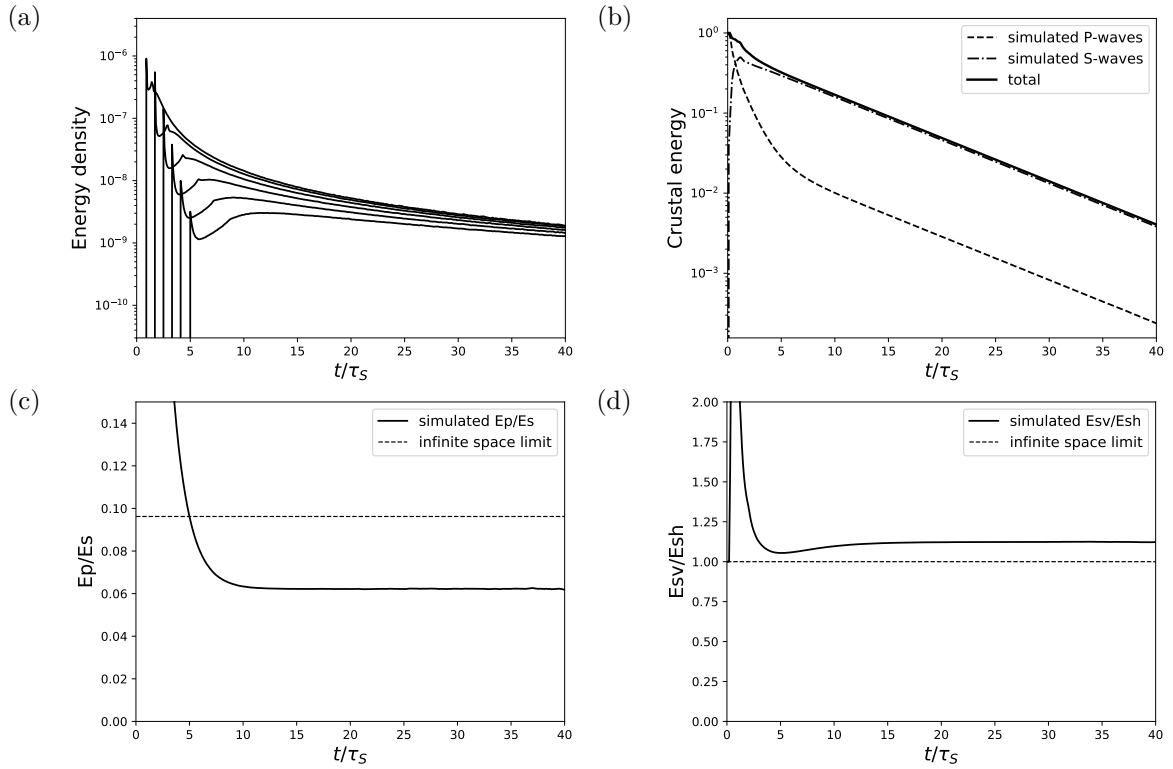 (a)
Energy density
10⁻⁶
10⁻⁷
10⁻⁸
10⁻⁹
10⁻¹⁰
0 5 10 15 20 25 30 35 40
t/τS
(b)
Crustal energy
10⁰
10⁻¹
10⁻²
10⁻³
simulated P-waves
simulated S-waves
total
0 5 10 15 20 25 30 35 40
t/τS
(c)
Ep/Es
0.14
0.12
0.10
0.08
0.06
0.04
0.02
0.00
simulated Ep/Es
infinite space limit
0 5 10 15 20 25 30 35 40
t/τS
(d)
Esv/Esh
2.00
1.75
1.50
1.25
1.00
0.75
0.50
0.25
0.00
simulated Esv/Esh
infinite space limit
0 5 10 15 20 25 30 35 40
t/τS